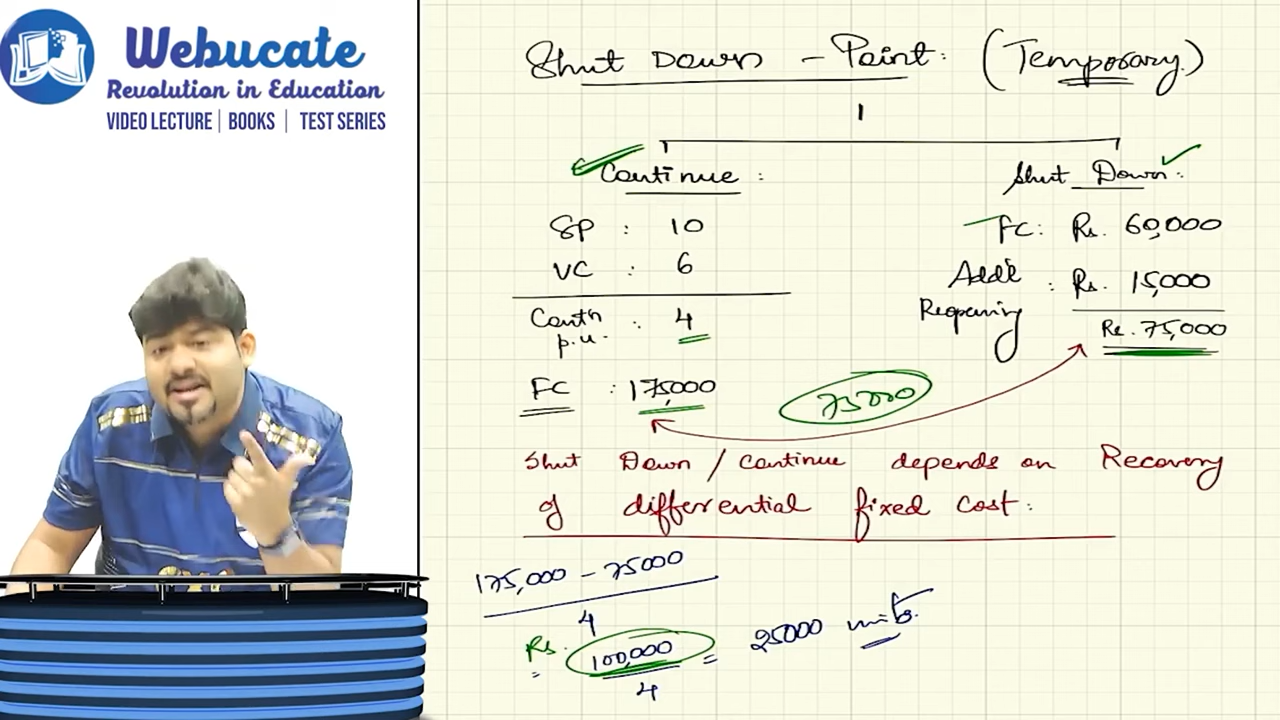 Webucate
Revolution in Education
VIDEO LECTURE | BOOKS | TEST SERIES
Shut Down - Point: (Temporary)
Continue :
SP : 10
VC : 6
Contn p.u. : 4
FC : 175,000
Shut Down:
FC: Rs. 60,000
Addl Reopening : Rs. 15,000
Rs. 75,000
75000
Shut Down / continue depends on Recovery
of differential fixed cost:
175,000 - 75000
4
Rs. 100,000 = 25000 units.
4